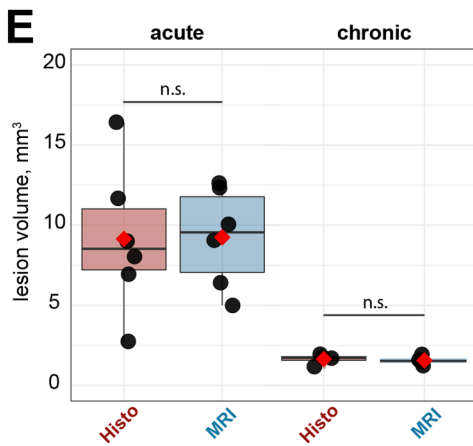 E
acute chronic
lesion volume, mm³
20
15
10
5
0
n.s.
n.s.
Histo MRI Histo MRI